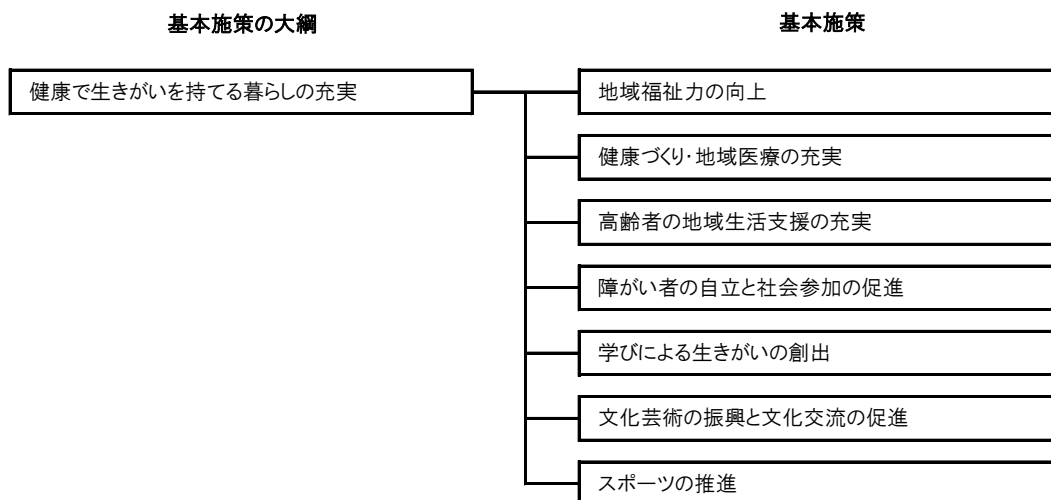 基本施策の大綱
基本施策
健康で生きがいを持てる暮らしの充実
地域福祉力の向上
健康づくり・地域医療の充実
高齢者の地域生活支援の充実
障がい者の自立と社会参加の促進
学びによる生きがいの創出
文化芸術の振興と文化交流の促進
スポーツの推進